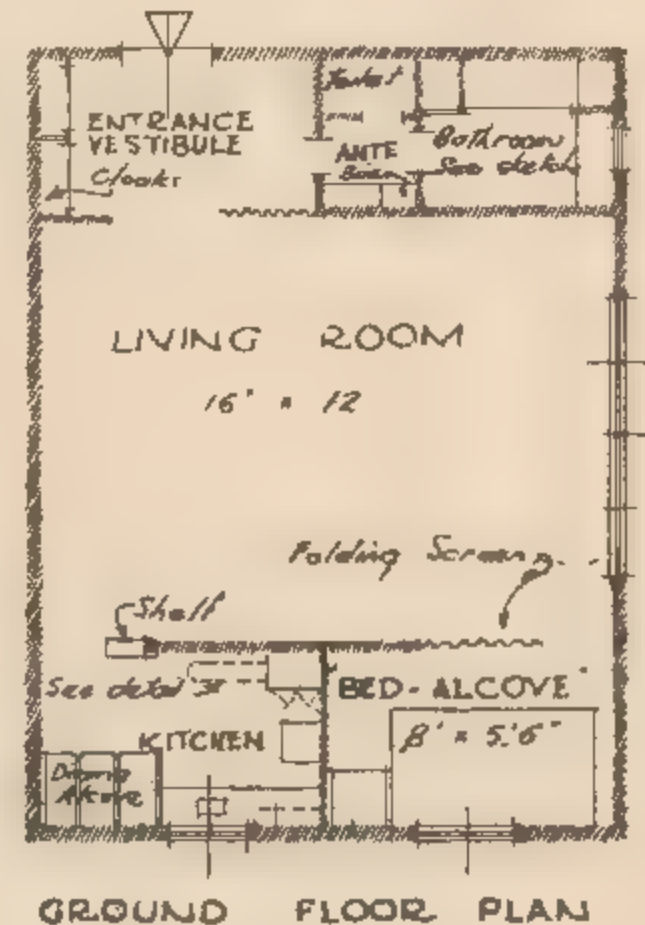 Toilet
ENTRANCE
VESTIBULE
Cloaks
ANTE
Bathroom
See sketch
LIVING ROOM
16' x 12
Folding Screen
Shelf
See detail
BED-ALCOVE
8' x 5'6"
KITCHEN
Dining
Alcove
GROUND FLOOR PLAN